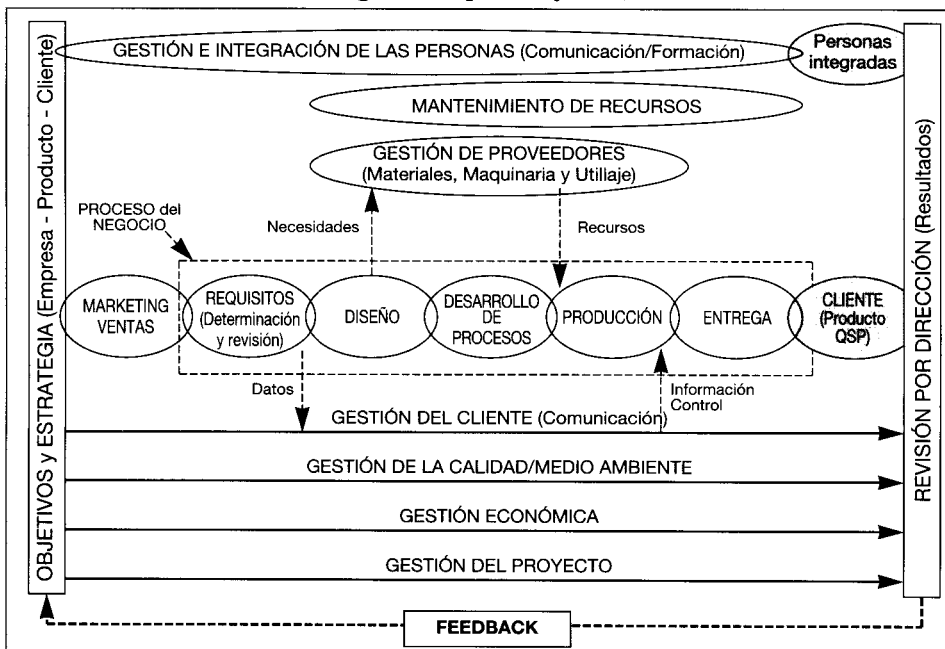 GESTIÓN E INTEGRACIÓN DE LAS PERSONAS (Comunicación/Formación)
Personas
integradas
MANTENIMIENTO DE RECURSOS
GESTIÓN DE PROVEEDORES
(Materiales, Maquinaria y Utillaje)
PROCESO del
NEGOCIO
Necesidades
Recursos
MARKETING
VENTAS
REQUISITOS
(Determinación
y revisión)
DISEÑO
DESARROLLO
DE
PROCESOS
PRODUCCIÓN
ENTREGA
CLIENTE
(Producto
QSP)
Datos
Información
Control
GESTIÓN DEL CLIENTE (Comunicación)
GESTIÓN DE LA CALIDAD/MEDIO AMBIENTE
GESTIÓN ECONÓMICA
GESTIÓN DEL PROYECTO
FEEDBACK
OBJETIVOS y ESTRATEGIA (Empresa - Producto - Cliente)
REVISIÓN POR DIRECCIÓN (Resultados)